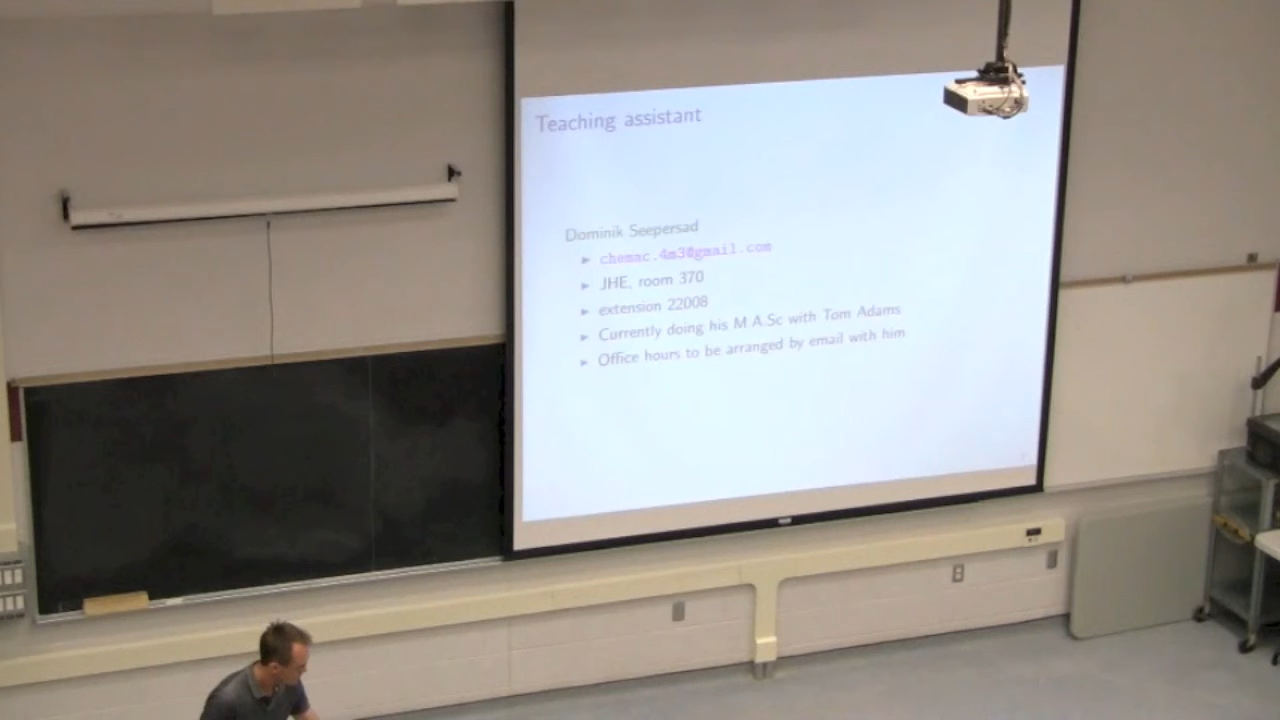 Teaching assistant
Dominik Seepersad
► chemac.4m3@gmail.com
► JHE, room 370
► extension 22008
► Currently doing his M A.Sc with Tom Adams
► Office hours to be arranged by email with him